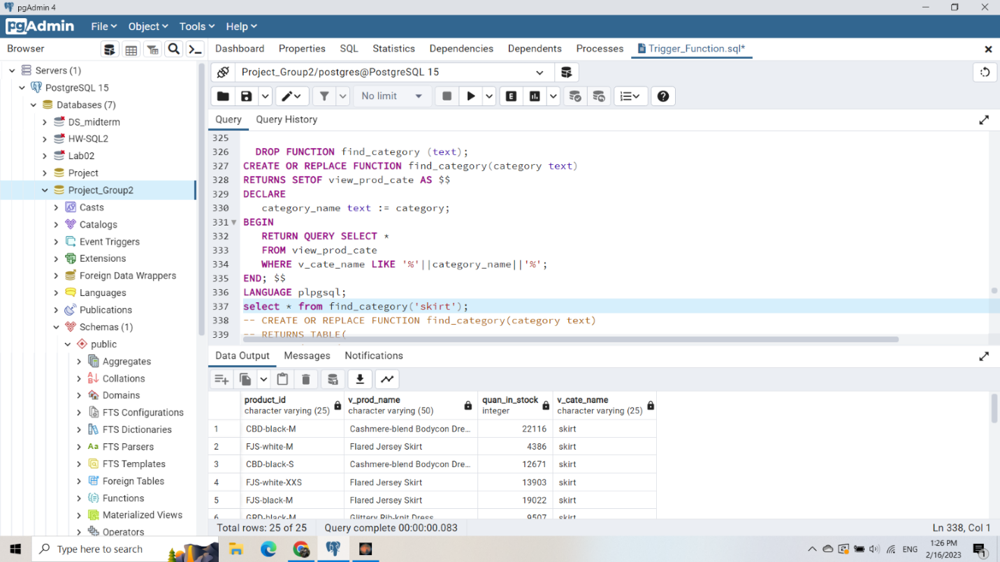 pgAdmin 4
pgAdmin File Object Tools Help
Browser Dashboard Properties SQL Statistics Dependencies Dependents Processes Trigger_Function.sql*
Servers (1)
PostgreSQL 15
Databases (7)
DS_midterm
HW-SQL2
Lab02
Project
Project_Group2
Casts
Catalogs
Event Triggers
Extensions
Foreign Data Wrappers
Languages
Publications
Schemas (1)
public
Aggregates
Collations
Domains
FTS Configurations
FTS Dictionaries
Aa FTS Parsers
FTS Templates
Foreign Tables
Functions
Materialized Views
Operators
Project_Group2/postgres@PostgreSQL 15
No limit E
Query Query History
325
326 DROP FUNCTION find_category (text);
327 CREATE OR REPLACE FUNCTION find_category(category text)
328 RETURNS SETOF view_prod_cate AS $$
329 DECLARE
330 category_name text := category;
331 BEGIN
332 RETURN QUERY SELECT *
333 FROM view_prod_cate
334 WHERE v_cate_name LIKE '%'||category_name||'%';
335 END; $$
336 LANGUAGE plpgsql;
337 select * from find_category('skirt');
338 -- CREATE OR REPLACE FUNCTION find_category(category text)
339 -- RETURNS TABLE(
Data Output Messages Notifications
product_id v_prod_name quan_in_stock v_cate_name
character varying (25) character varying (50) integer character varying (25)
1 CBD-black-M Cashmere-blend Bodycon Dre... 22116 skirt
2 FJS-white-M Flared Jersey Skirt 4386 skirt
3 CBD-black-S Cashmere-blend Bodycon Dre... 12671 skirt
4 FJS-white-XXS Flared Jersey Skirt 13903 skirt
5 FJS-black-M Flared Jersey Skirt 19022 skirt
6 GRD-black-M Glittery Rib-knit Dress 9507 skirt
Total rows: 25 of 25 Query complete 00:00:00.083 Ln 338, Col 1
Type here to search ENG 1:26 PM
2/16/2023 1